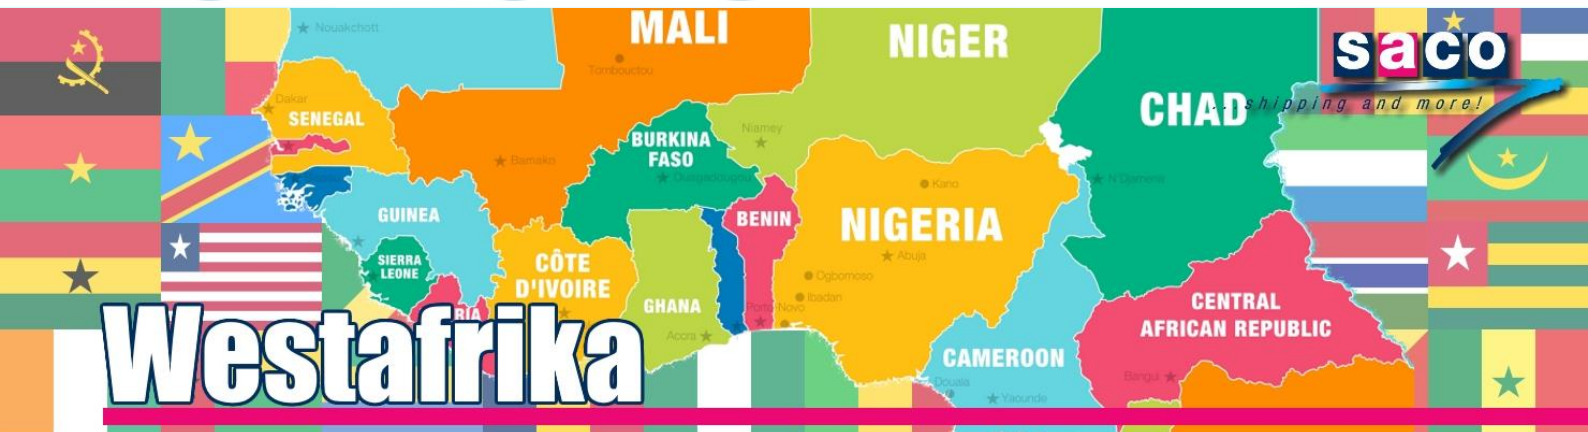 Nouakchott
MALI
NIGER
saco
Tombouctou
...shipping and more!
CHAD
Dakar
SENEGAL
BURKINA
FASO
Niamey
Bamako
Ouagadougou
N'Djamena
Kano
GUINEA
BENIN
NIGERIA
Abuja
SIERRA
LEONE
CÔTE
D'IVOIRE
Ogbomoso
Ibadan
GHANA
Porto-Novo
CENTRAL
AFRICAN REPUBLIC
RIA
Accra
Westafrika
CAMEROON
Douala
Bangui
Yaounde